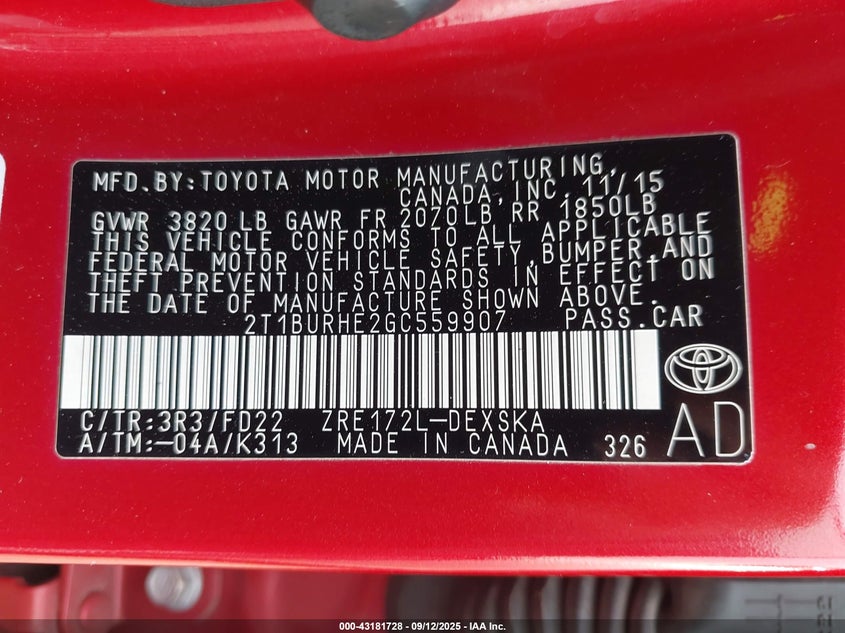 MFD.BY:TOYOTA MOTOR MANUFACTURING,
CANADA,INC. 11/15
GVWR 3820 LB GAWR FR 2070LB RR 1850LB
THIS VEHICLE CONFORMS TO ALL APPLICABLE
FEDERAL MOTOR VEHICLE SAFETY,BUMPER,AND
THEFT PREVENTION STANDARDS IN EFFECT ON
THE DATE OF MANUFACTURE SHOWN ABOVE.
2T1BURHE2GC559907 PASS.CAR
C/TR:3R3/FD22 ZRE172L-DEXSKA
A/TM:-04A/K313 MADE IN CANADA 326 AD
000-43181728 - 09/12/2025 - IAA Inc.